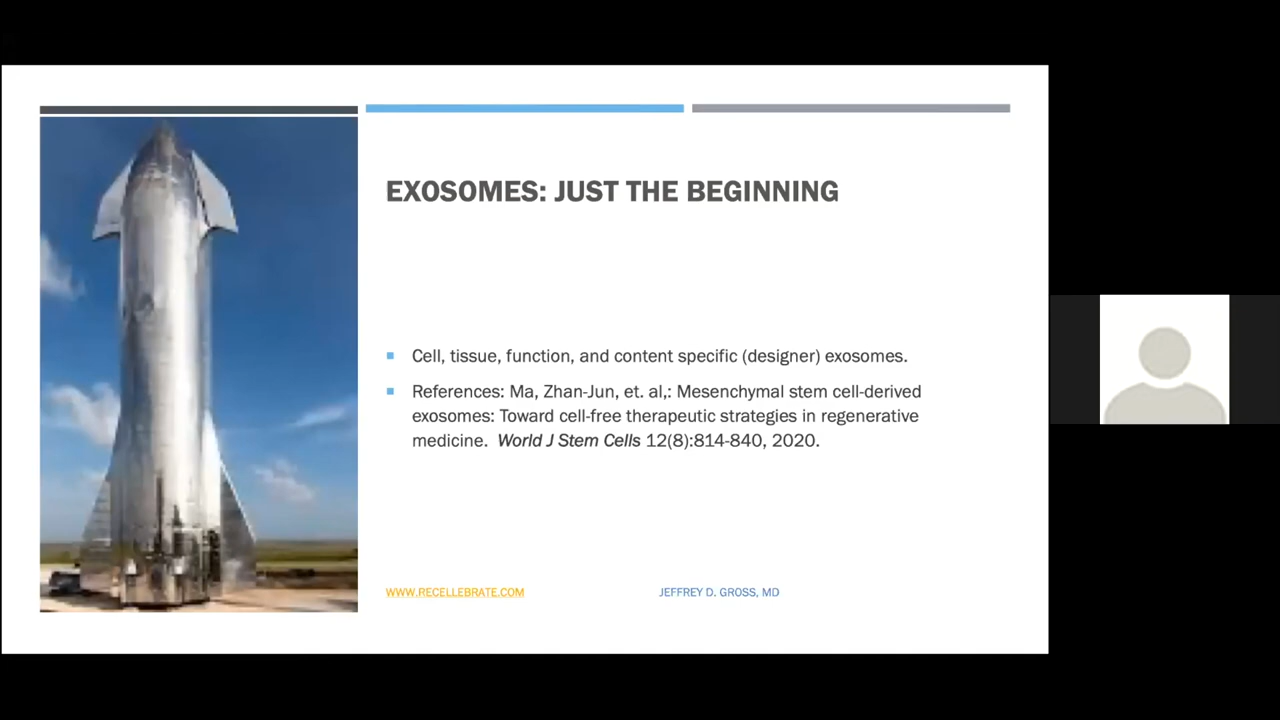 EXOSOMES: JUST THE BEGINNING
Cell, tissue, function, and content specific (designer) exosomes.
References: Ma, Zhan-Jun, et. al,: Mesenchymal stem cell-derived
exosomes: Toward cell-free therapeutic strategies in regenerative
medicine. World J Stem Cells 12(8):814-840, 2020.
WWW.RECELLEBRATE.COM
JEFFREY D. GROSS, MD